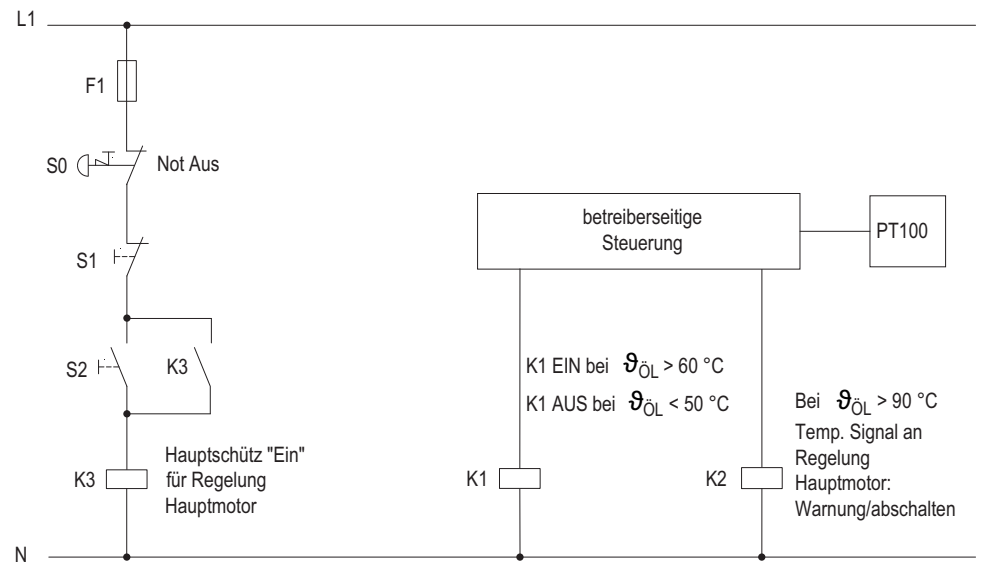 L1
F1
S0
Not Aus
S1
S2
K3
K3
Hauptschütz "Ein"
für Regelung
Hauptmotor
betreiberseitige
Steuerung
PT100
K1 EIN bei ϑÖL > 60 °C
K1 AUS bei ϑÖL < 50 °C
K1
Bei ϑÖL > 90 °C
Temp. Signal an
Regelung
Hauptmotor:
Warnung/abschalten
K2
N